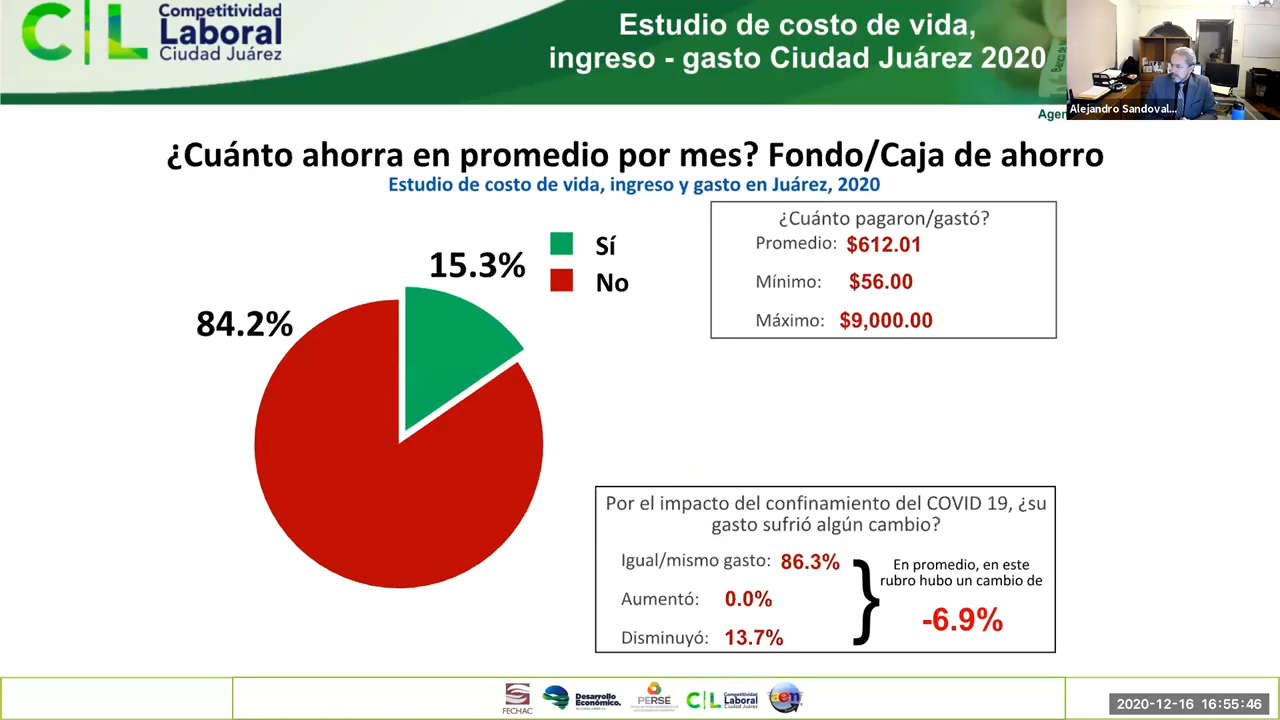 C|L
Competitividad
Laboral
Ciudad Juárez
Estudio de costo de vida,
ingreso - gasto Ciudad Juárez 2020
Alejandro Sandoval...
Agen
¿Cuánto ahorra en promedio por mes? Fondo/Caja de ahorro
Estudio de costo de vida, ingreso y gasto en Juárez, 2020
15.3%
84.2%
Sí
No
¿Cuánto pagaron/gastó?
Promedio: $612.01
Mínimo: $56.00
Máximo: $9,000.00
Por el impacto del confinamiento del COVID 19, ¿su
gasto sufrió algún cambio?
Igual/mismo gasto: 86.3%
Aumentó: 0.0%
Disminuyó: 13.7%
}
En promedio, en este
rubro hubo un cambio de
-6.9%
FECHAC
Desarrollo
Económico.
PERSÉ
C|L
Competitividad
Laboral
Ciudad Juárez
2020-12-16 16:55:46